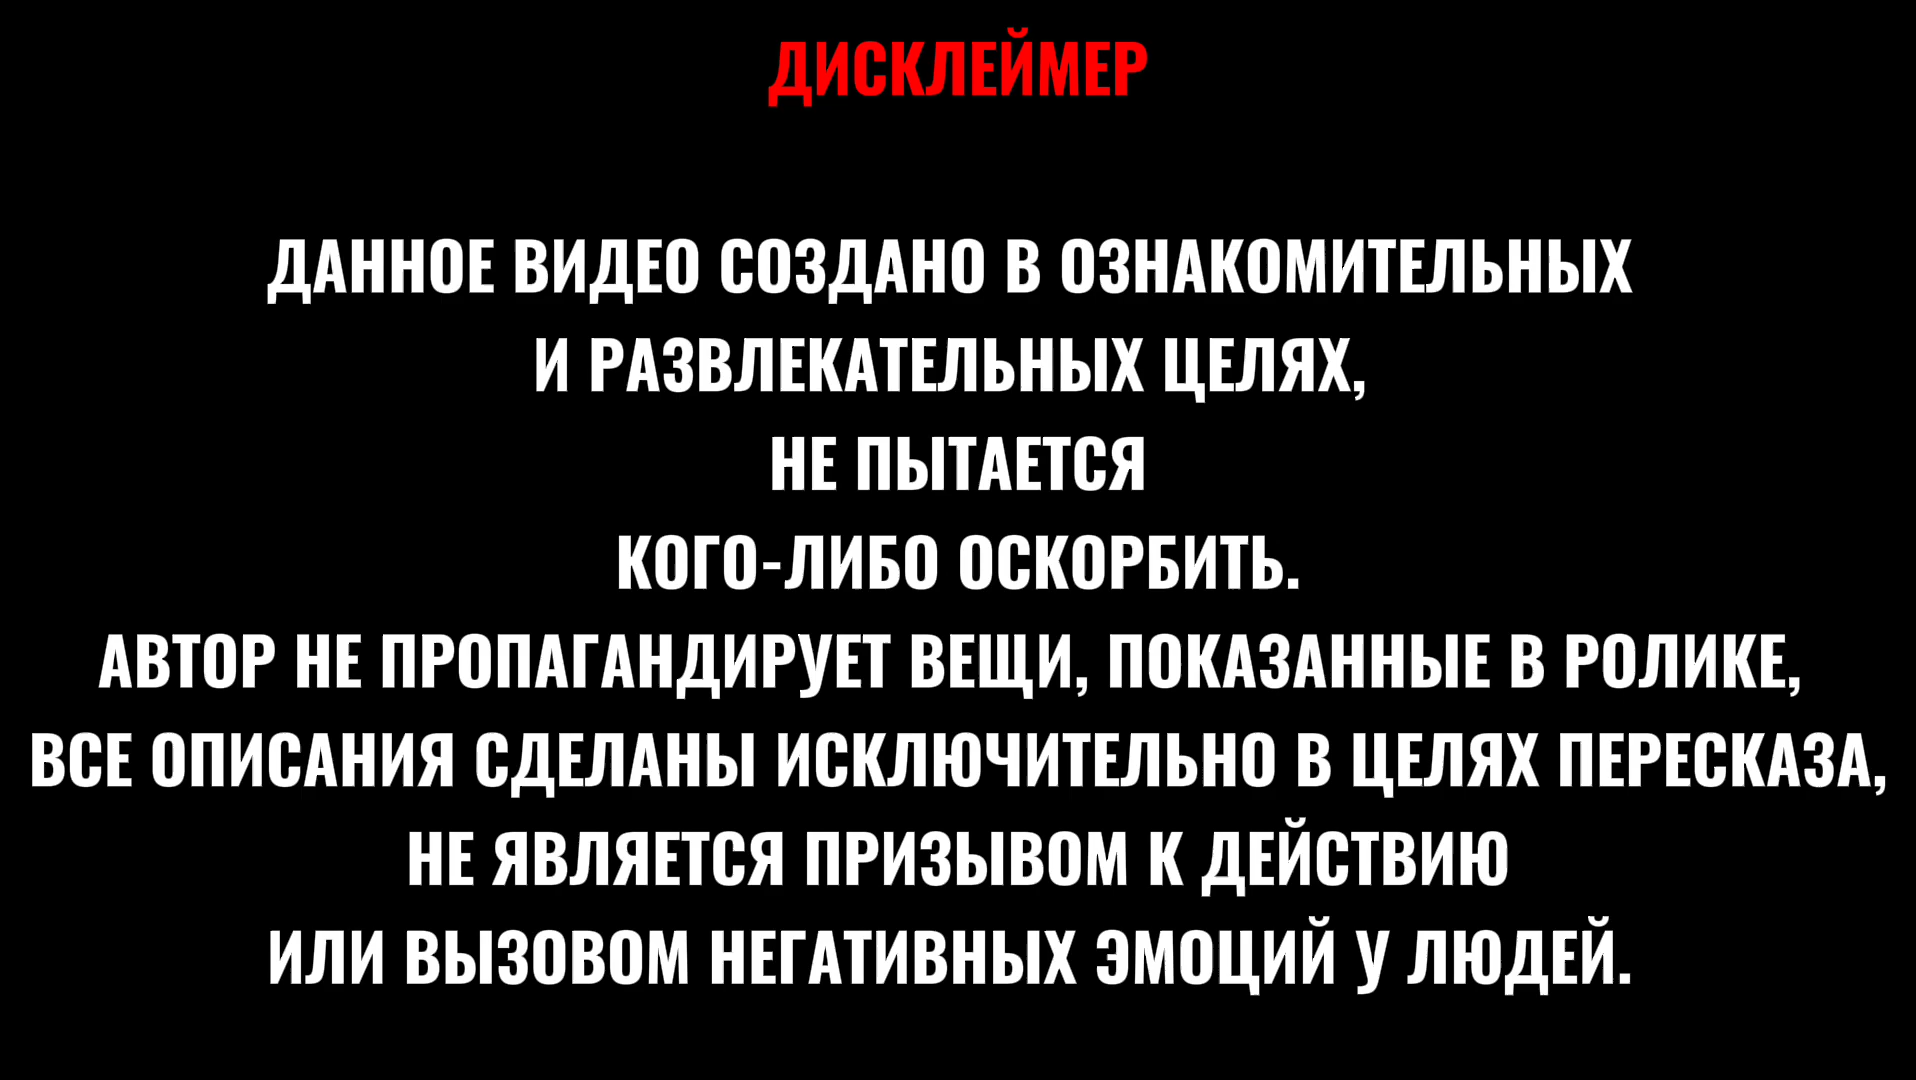 ДИСКЛЕЙМЕР
ДАННОЕ ВИДЕО СОЗДАНО В ОЗНАКОМИТЕЛЬНЫХ
И РАЗВЛЕКАТЕЛЬНЫХ ЦЕЛЯХ,
НЕ ПЫТАЕТСЯ
КОГО-ЛИБО ОСКОРБИТЬ.
АВТОР НЕ ПРОПАГАНДИРУЕТ ВЕЩИ, ПОКАЗАННЫЕ В РОЛИКЕ,
ВСЕ ОПИСАНИЯ СДЕЛАНЫ ИСКЛЮЧИТЕЛЬНО В ЦЕЛЯХ ПЕРЕСКАЗА,
НЕ ЯВЛЯЕТСЯ ПРИЗЫВОМ К ДЕЙСТВИЮ
ИЛИ ВЫЗОВОМ НЕГАТИВНЫХ ЭМОЦИЙ У ЛЮДЕЙ.